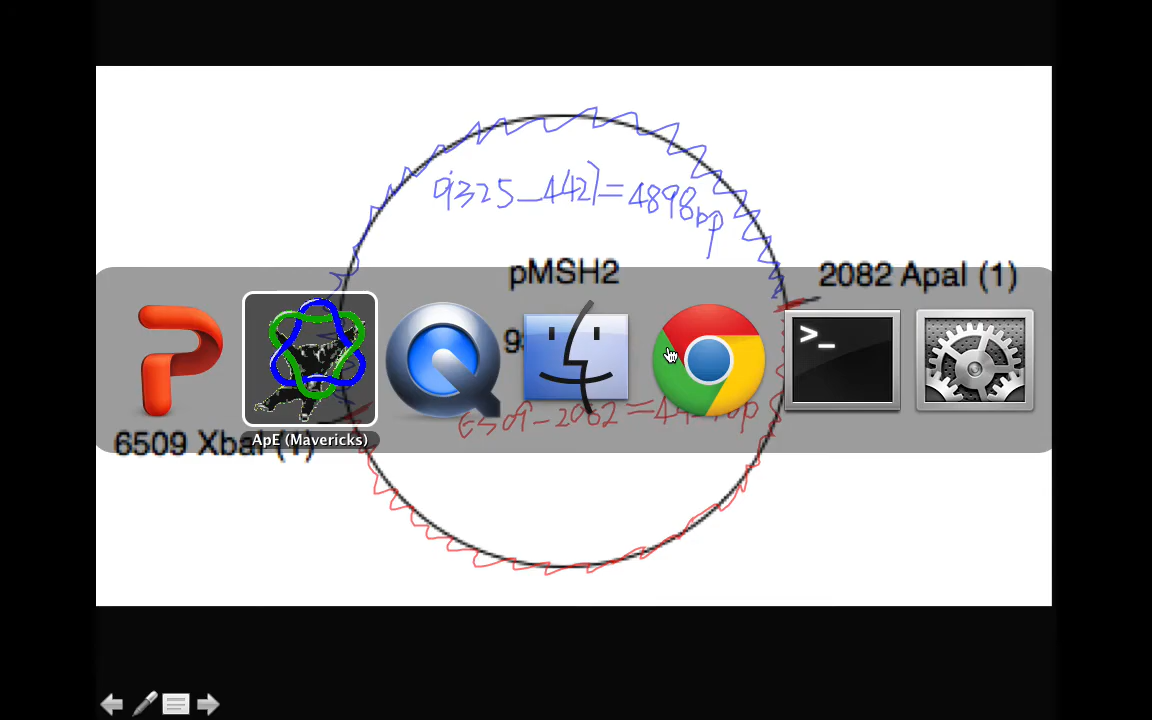 9325_4427=4898bp
pMSH2
2082 ApaI (1)
>_
6509 XbaI (1)
ApE (Mavericks)